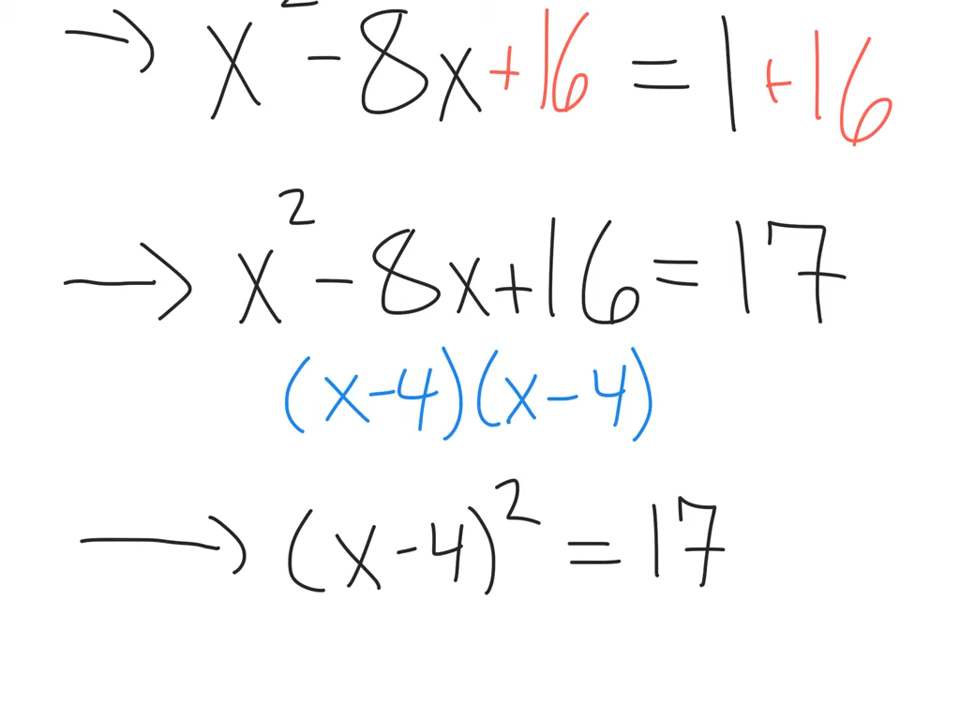 → x² - 8x + 16 = 1 + 16
→ x² - 8x + 16 = 17
(x - 4)(x - 4)
→ (x - 4)² = 17